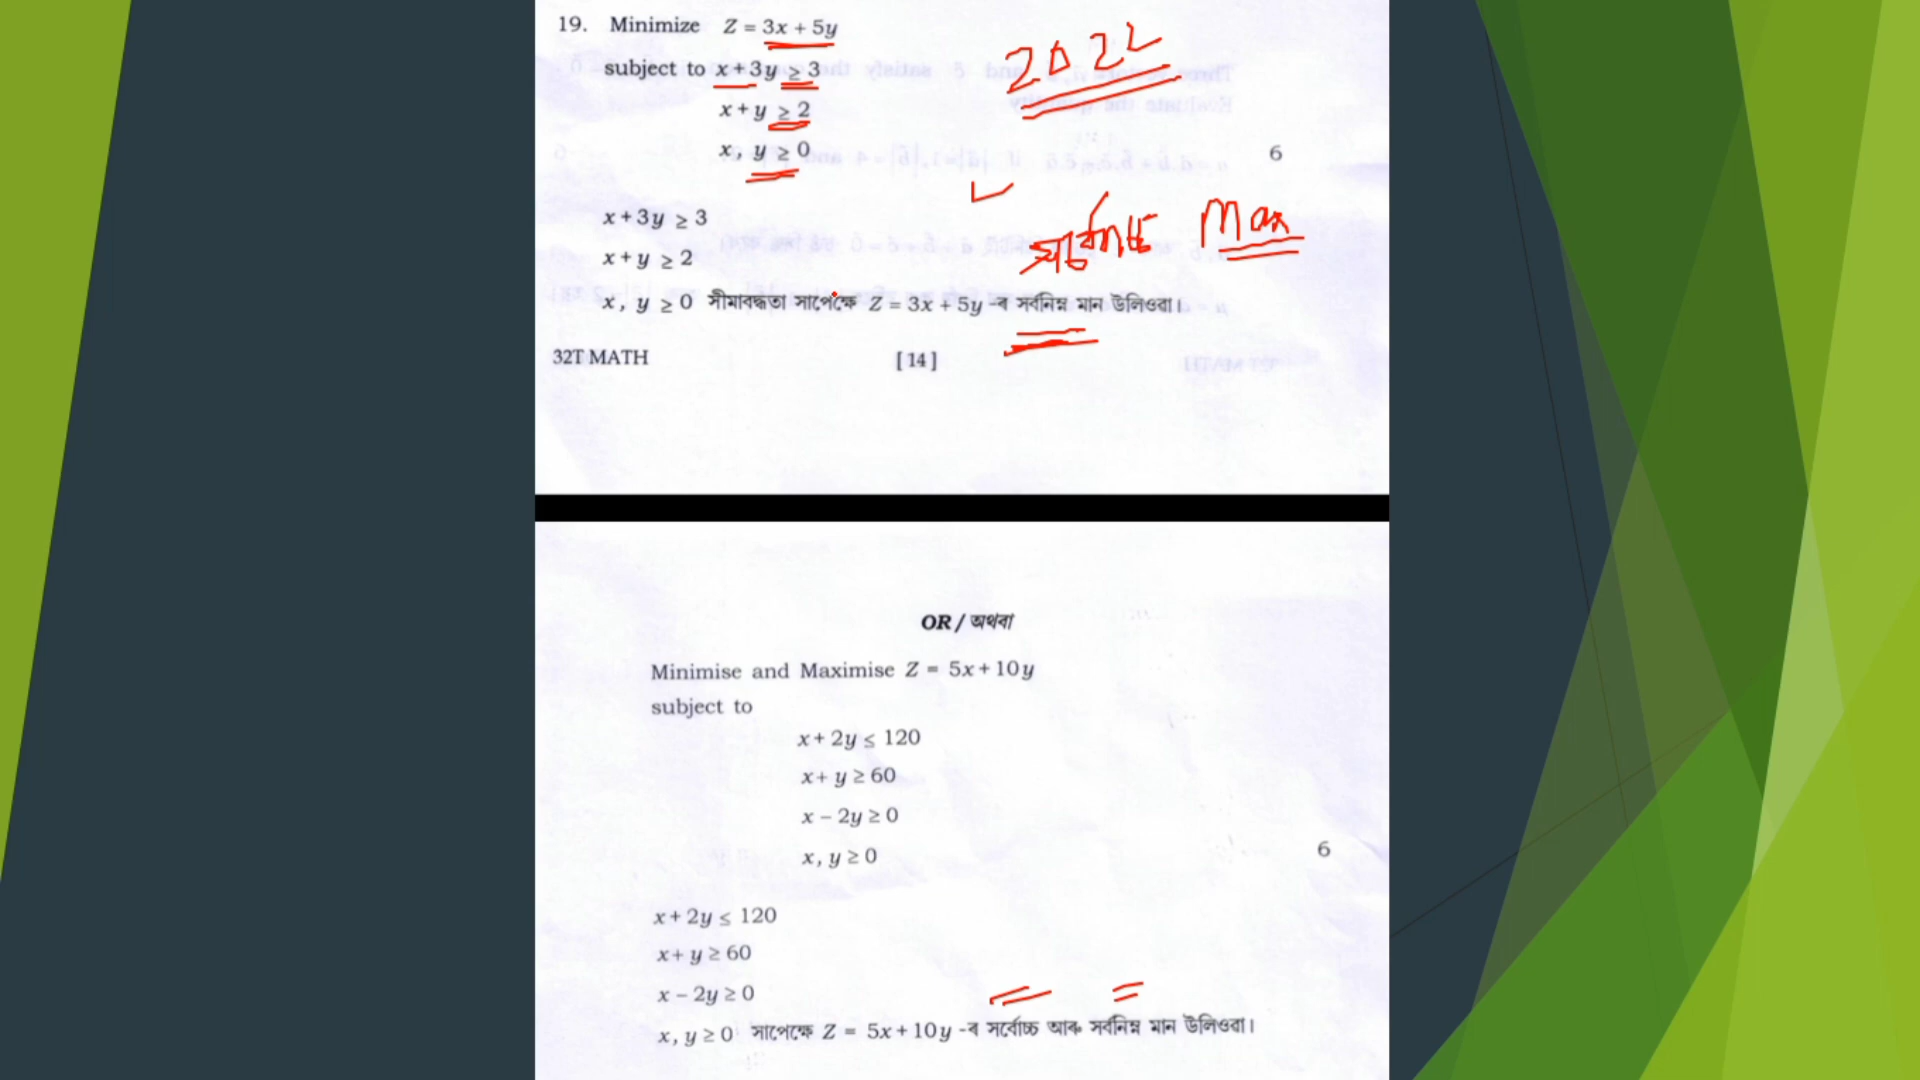 19. Minimize Z = 3x + 5y
2022
subject to x + 3y ≥ 3
x + y ≥ 2
x, y ≥ 0
6
x + 3y ≥ 3
Max
x + y ≥ 2
x, y ≥ 0 সীমাবদ্ধতা সাপেক্ষে Z = 3x + 5y -ৰ সৰ্বনিম্ন মান উলিওৱা।
32T MATH [ 14 ]
OR / অথবা
Minimise and Maximise Z = 5x + 10y
subject to
x + 2y ≤ 120
x + y ≥ 60
x – 2y ≥ 0
x, y ≥ 0
6
x + 2y ≤ 120
x + y ≥ 60
x – 2y ≥ 0
x, y ≥ 0 সাপেক্ষে Z = 5x + 10y -ৰ সৰ্বোচ্চ আৰু সৰ্বনিম্ন মান উলিওৱা।